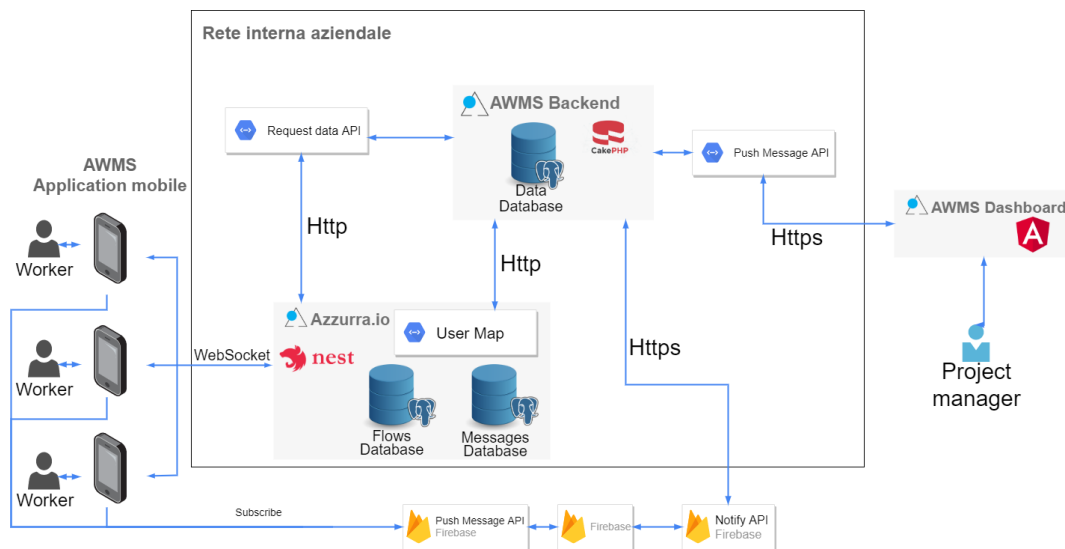 Rete interna aziendale
AWMS Backend
Request data API
CakePHP
Push Message API
Data
Database
AWMS
Application mobile
AWMS Dashboard
Http
Https
Http
Worker
Azzurra.io
User Map
nest
WebSocket
Https
Worker
Project
manager
Flows
Database
Messages
Database
Worker
Subscribe
Push Message API
Firebase
Firebase
Notify API
Firebase